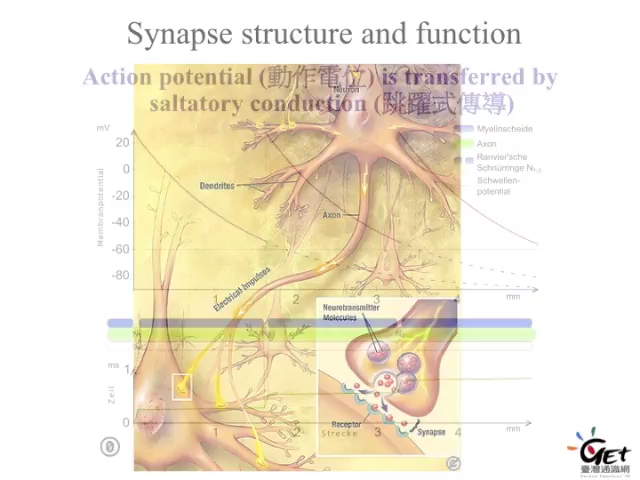 Synapse structure and function
Action potential (動作電位) is transferred by
saltatory conduction (跳躍式傳導)
Neuron
mV
Myelinscheide
Axon
Ranvier'sche
Schnürringe N₁₋₃
Schwellen-
potential
20
0
-20
-40
-60
-80
Membranpotential
Dendrites
Axon
Electrical Impulses
1 2 3 4 mm
Neurotransmitter
Molecules
ms
1
Zeit
0
Receptor
Synapse
Strecke
1 2 3 4 mm
GET
臺灣通識網